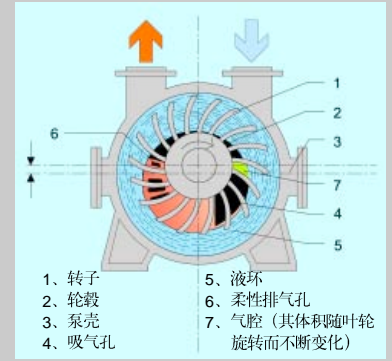 1
2
6
3
7
4
5
1、转子
2、轮毂
3、泵壳
4、吸气孔
5、液环
6、柔性排气孔
7、气腔（其体积随叶轮
旋转而不断变化）